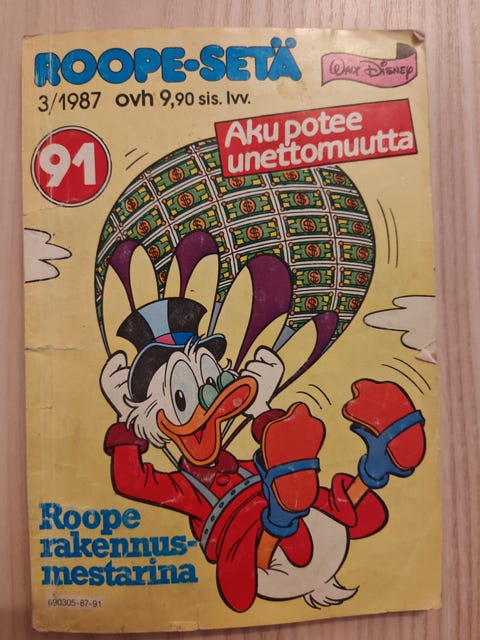 ROOPE-SETÄ
Walt Disney
3/1987 ovh 9,90 sis. lvv.
91
Aku potee
unettomuutta
Roope
rakennus-
mestarina
690305-87-91